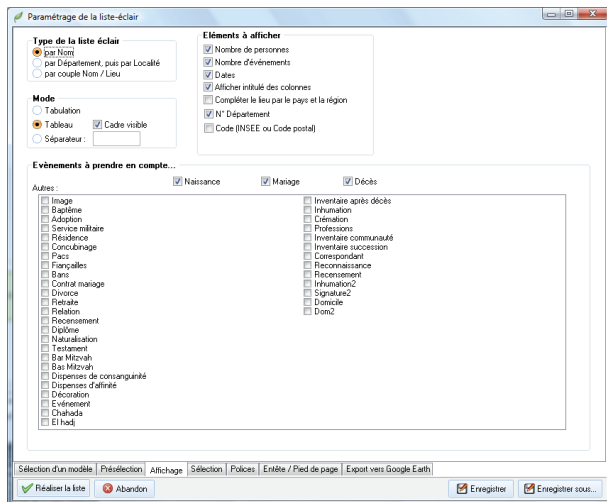 Paramétrage de la liste-éclair
Type de la liste éclair
par Nom
par Département, puis par Localité
par couple Nom / Lieu
Mode
Tabulation
Tableau
Cadre visible
Séparateur :
Eléments à afficher
Nombre de personnes
Nombre d'événements
Dates
Afficher intitulé des colonnes
Compléter le lieu par le pays et la région
N° Département
Code (INSEE ou Code postal)
Evènements à prendre en compte...
Naissance
Mariage
Décès
Autres :
Image
Baptême
Adoption
Service militaire
Résidence
Concubinage
Pacs
Fiançailles
Bans
Contrat mariage
Divorce
Retraite
Relation
Recensement
Diplôme
Naturalisation
Testament
Bar Mitzvah
Bas Mitzvah
Dispenses de consanguinité
Dispenses d'affinité
Décoration
Evénement
Chahada
El hadj
Inventaire après décès
Inhumation
Crémation
Professions
Inventaire communauté
Inventaire succession
Correspondant
Reconnaissance
Recensement
Inhumation2
Signature2
Domicile
Dom2
Sélection d'un modèle
Présélection
Affichage
Sélection
Polices
Entête / Pied de page
Export vers Google Earth
Réaliser la liste
Abandon
Enregistrer
Enregistrer sous...